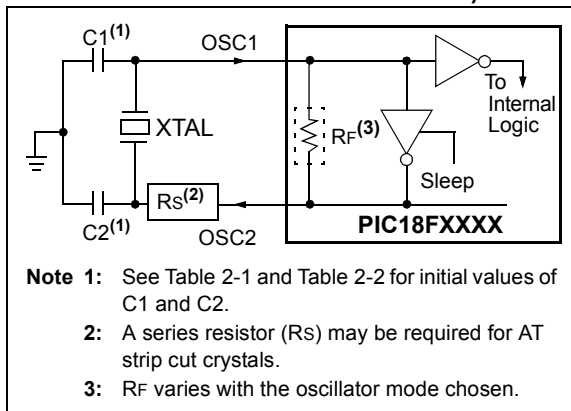 C1(1)
OSC1
To
Internal
Logic
XTAL
RF(3)
Sleep
C2(1)
RS(2)
OSC2
PIC18FXXXX
Note 1: See Table 2-1 and Table 2-2 for initial values of
C1 and C2.
2: A series resistor (RS) may be required for AT
strip cut crystals.
3: RF varies with the oscillator mode chosen.